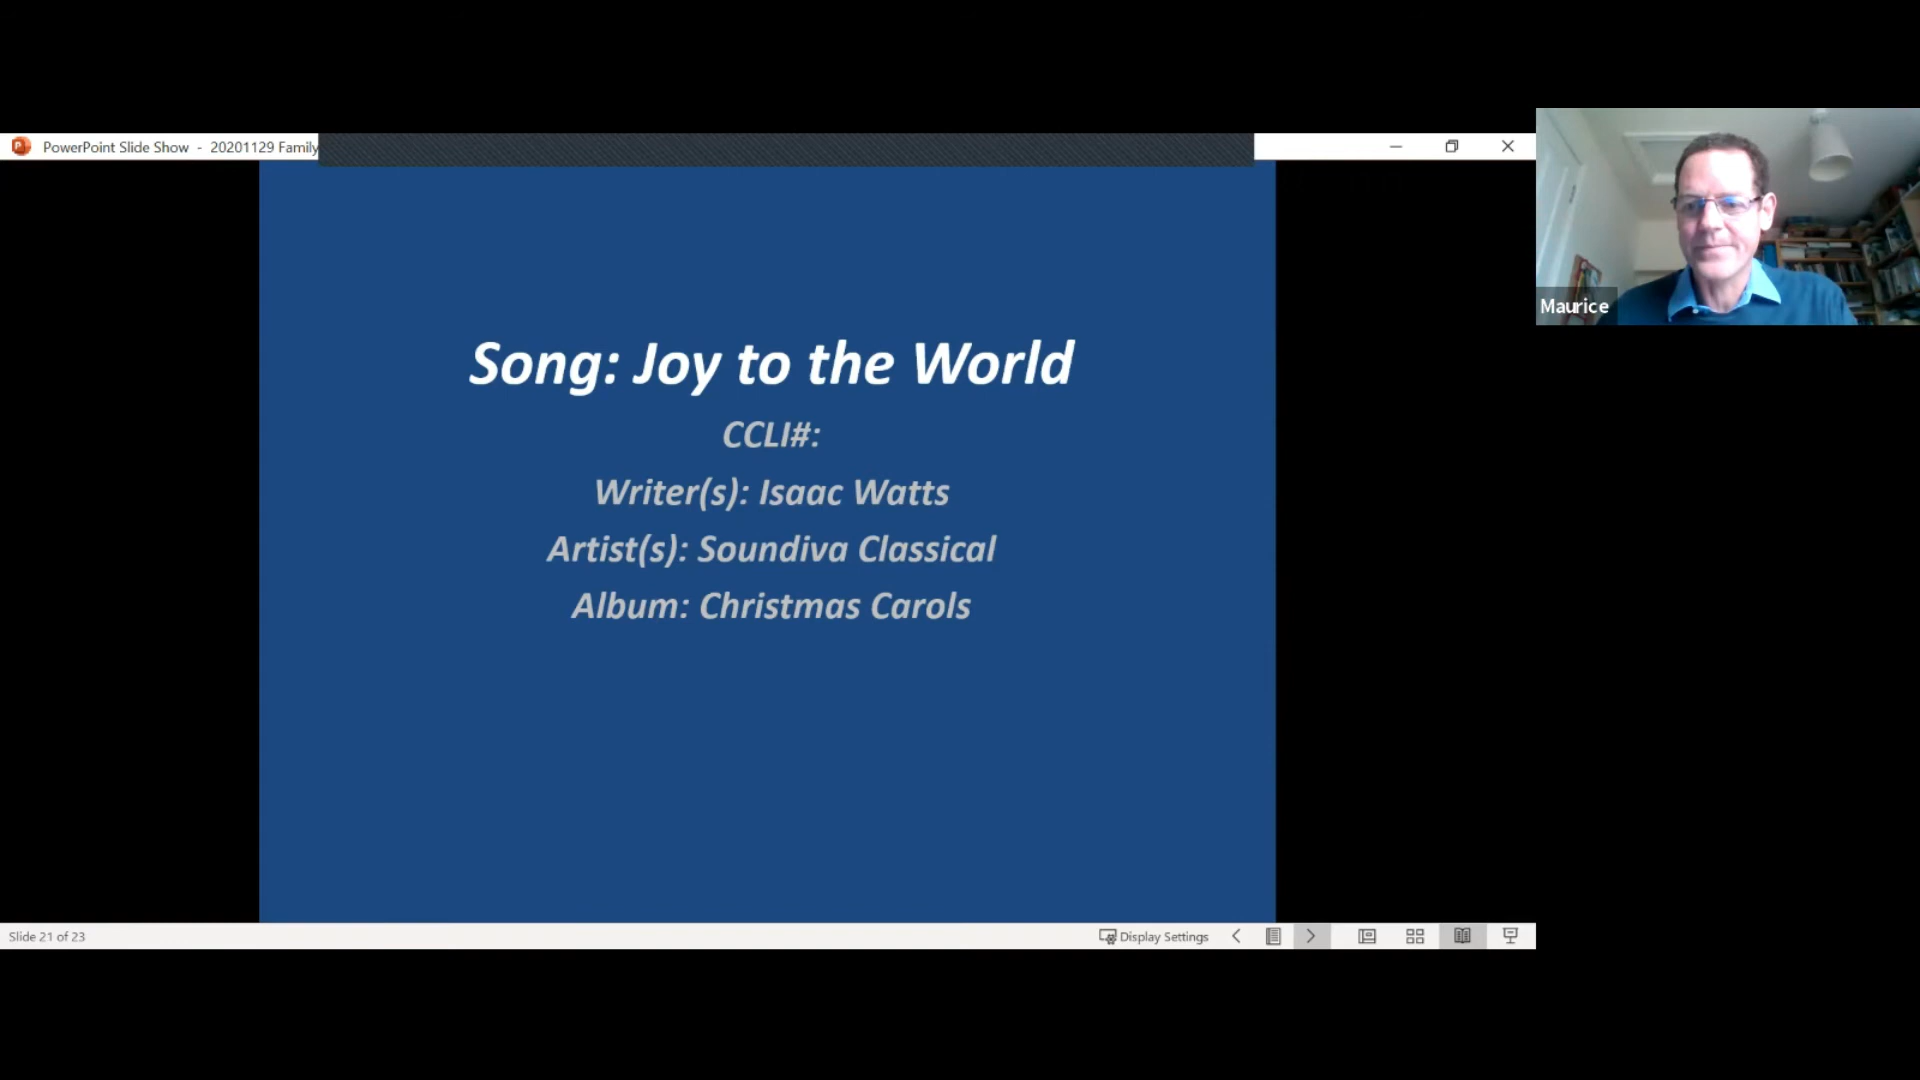 PowerPoint Slide Show - 20201129 Family
Song: Joy to the World
CCLI#:
Writer(s): Isaac Watts
Artist(s): Soundiva Classical
Album: Christmas Carols
Maurice
Slide 21 of 23
Display Settings